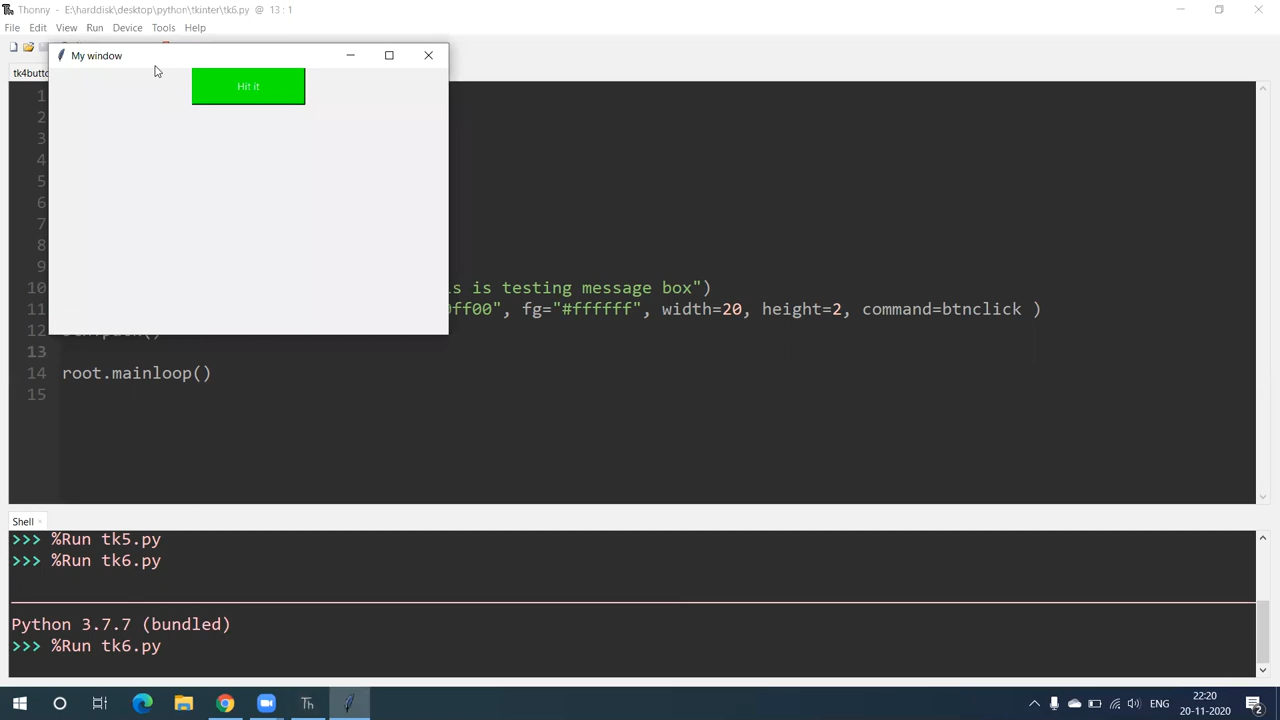 Thonny - E:\harddisk\desktop\python\tkinter\tk6.py @ 13 : 1
File Edit View Run Device Tools Help
My window
tk4butto
Hit it
1
2
3
4
5
6
7
8
9
10 is is testing message box")
11 ff00", fg="#ffffff", width=20, height=2, command=btnclick )
12
13
14 root.mainloop()
15
Shell
>>> %Run tk5.py
>>> %Run tk6.py
Python 3.7.7 (bundled)
>>> %Run tk6.py
Th
ENG
22:20
20-11-2020
2